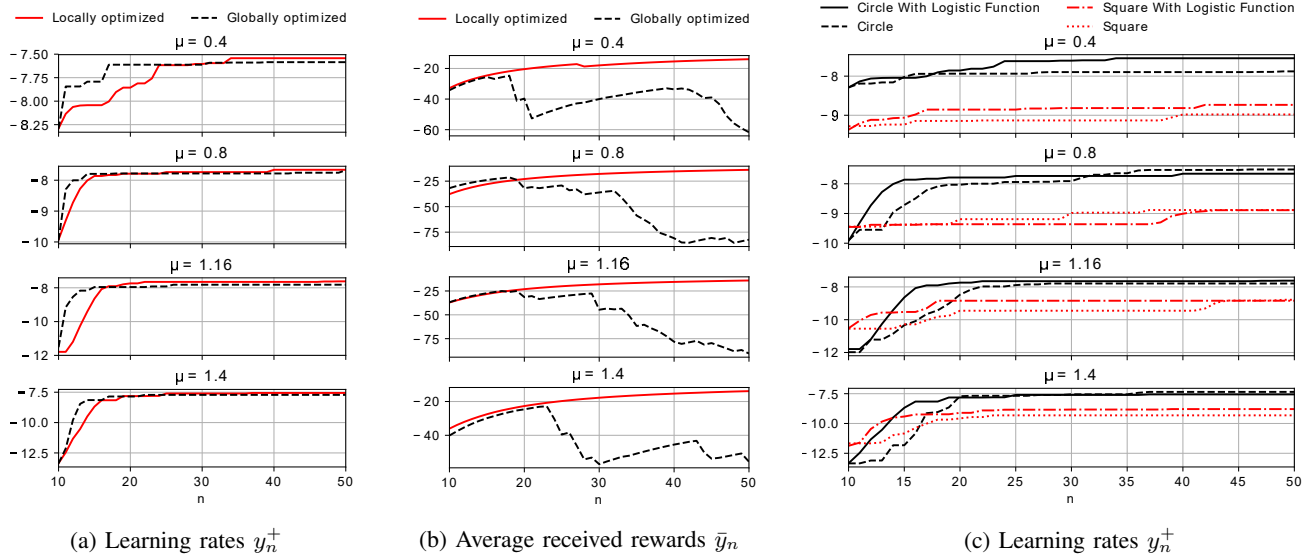 Locally optimized Globally optimized
μ = 0.4
−7.50
−7.75
−8.00
−8.25
μ = 0.8
−8
−9
−10
μ = 1.16
−8
−10
−12
μ = 1.4
−7.5
−10.0
−12.5
10 20 30 40 50
n
(a) Learning rates y_n^+
Locally optimized Globally optimized
μ = 0.4
−20
−40
−60
μ = 0.8
−25
−50
−75
μ = 1.16
−25
−50
−75
μ = 1.4
−20
−40
10 20 30 40 50
n
(b) Average received rewards ȳ_n
Circle With Logistic Function Square With Logistic Function
Circle Square
μ = 0.4
−8
−9
μ = 0.8
−8
−9
−10
μ = 1.16
−8
−10
−12
μ = 1.4
−7.5
−10.0
−12.5
10 15 20 25 30 35 40 45 50
n
(c) Learning rates y_n^+